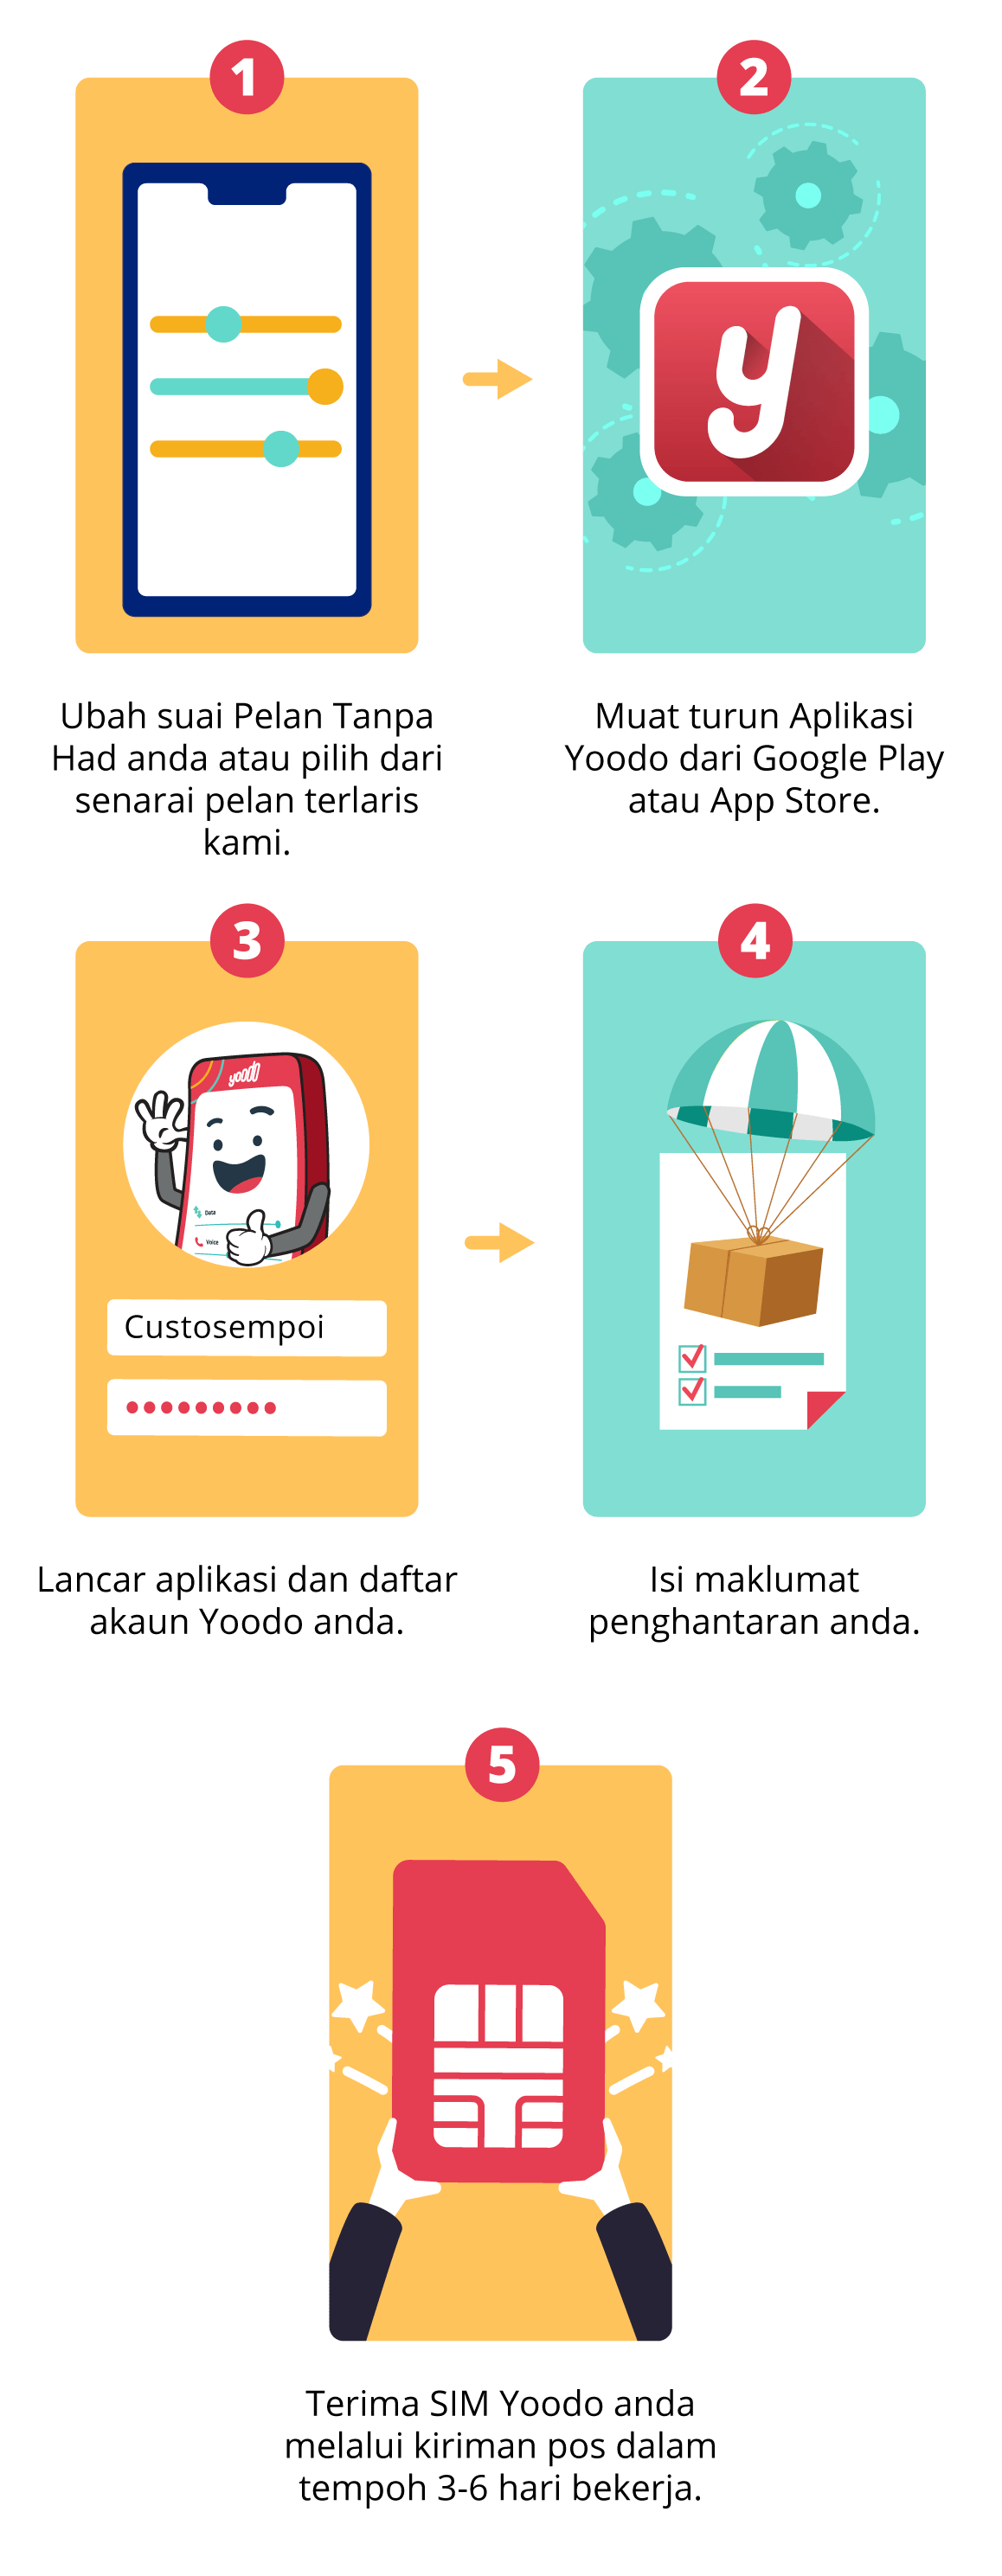 1
2
y
Ubah suai Pelan Tanpa
Had anda atau pilih dari
senarai pelan terlaris
kami.
Muat turun Aplikasi
Yoodo dari Google Play
atau App Store.
3
4
yoodo
Data
Voice
Custosempoi
Lancar aplikasi dan daftar
akaun Yoodo anda.
Isi maklumat
penghantaran anda.
5
Terima SIM Yoodo anda
melalui kiriman pos dalam
tempoh 3-6 hari bekerja.